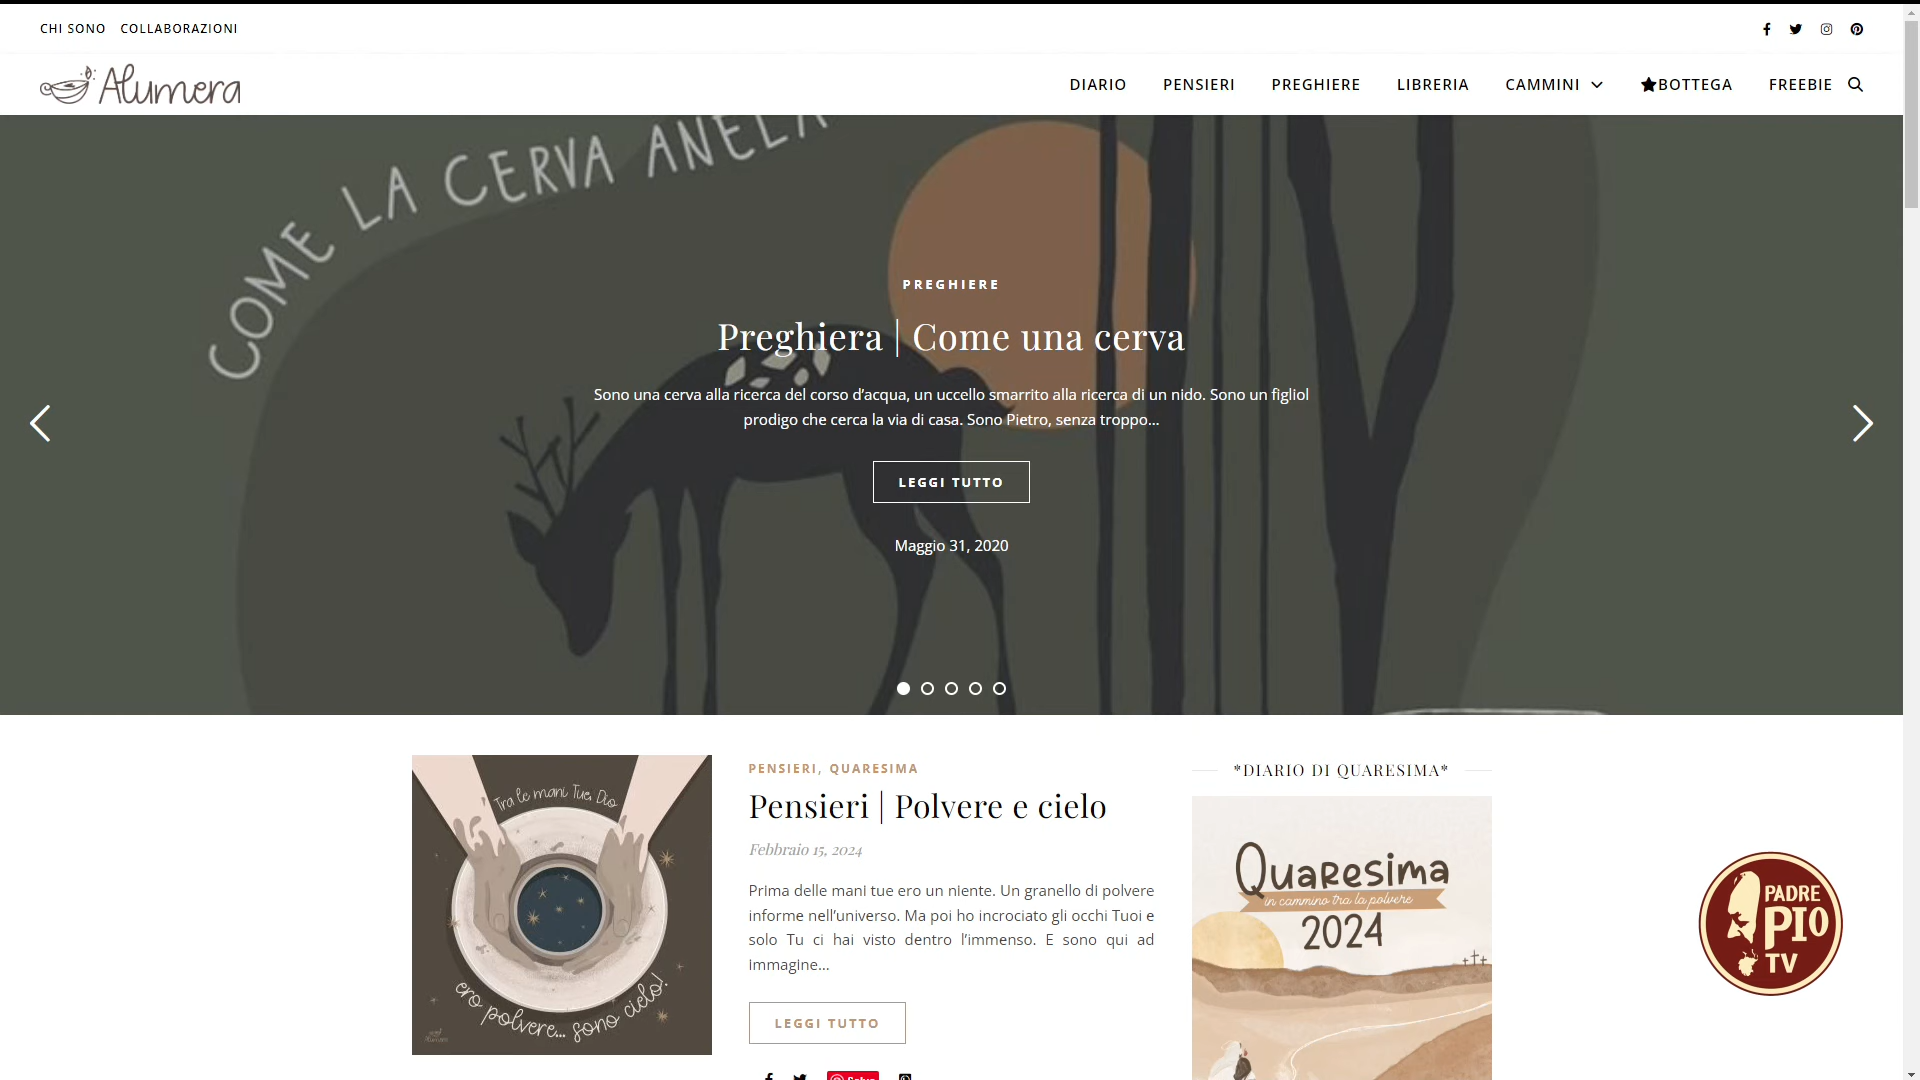 CHI SONO COLLABORAZIONI
Alumera
DIARIO PENSIERI PREGHIERE LIBRERIA CAMMINI BOTTEGA FREEBIE
COME LA CERVA ANELA
PREGHIERE
Preghiera | Come una cerva
Sono una cerva alla ricerca del corso d’acqua, un uccello smarrito alla ricerca di un nido. Sono un figliol
prodigo che cerca la via di casa. Sono Pietro, senza troppo...
LEGGI TUTTO
Maggio 31, 2020
Tra le mani Tue, Dio
ero polvere... sono cielo!
PENSIERI, QUARESIMA
Pensieri | Polvere e cielo
Febbraio 15, 2024
Prima delle mani tue ero un niente. Un granello di polvere
informe nell’universo. Ma poi ho incrociato gli occhi Tuoi e
solo Tu ci hai visto dentro l’immenso. E sono qui ad
immagine...
LEGGI TUTTO
Salva
*DIARIO DI QUARESIMA*
Quaresima
in cammino tra la polvere
2024
PADRE
PIO
TV